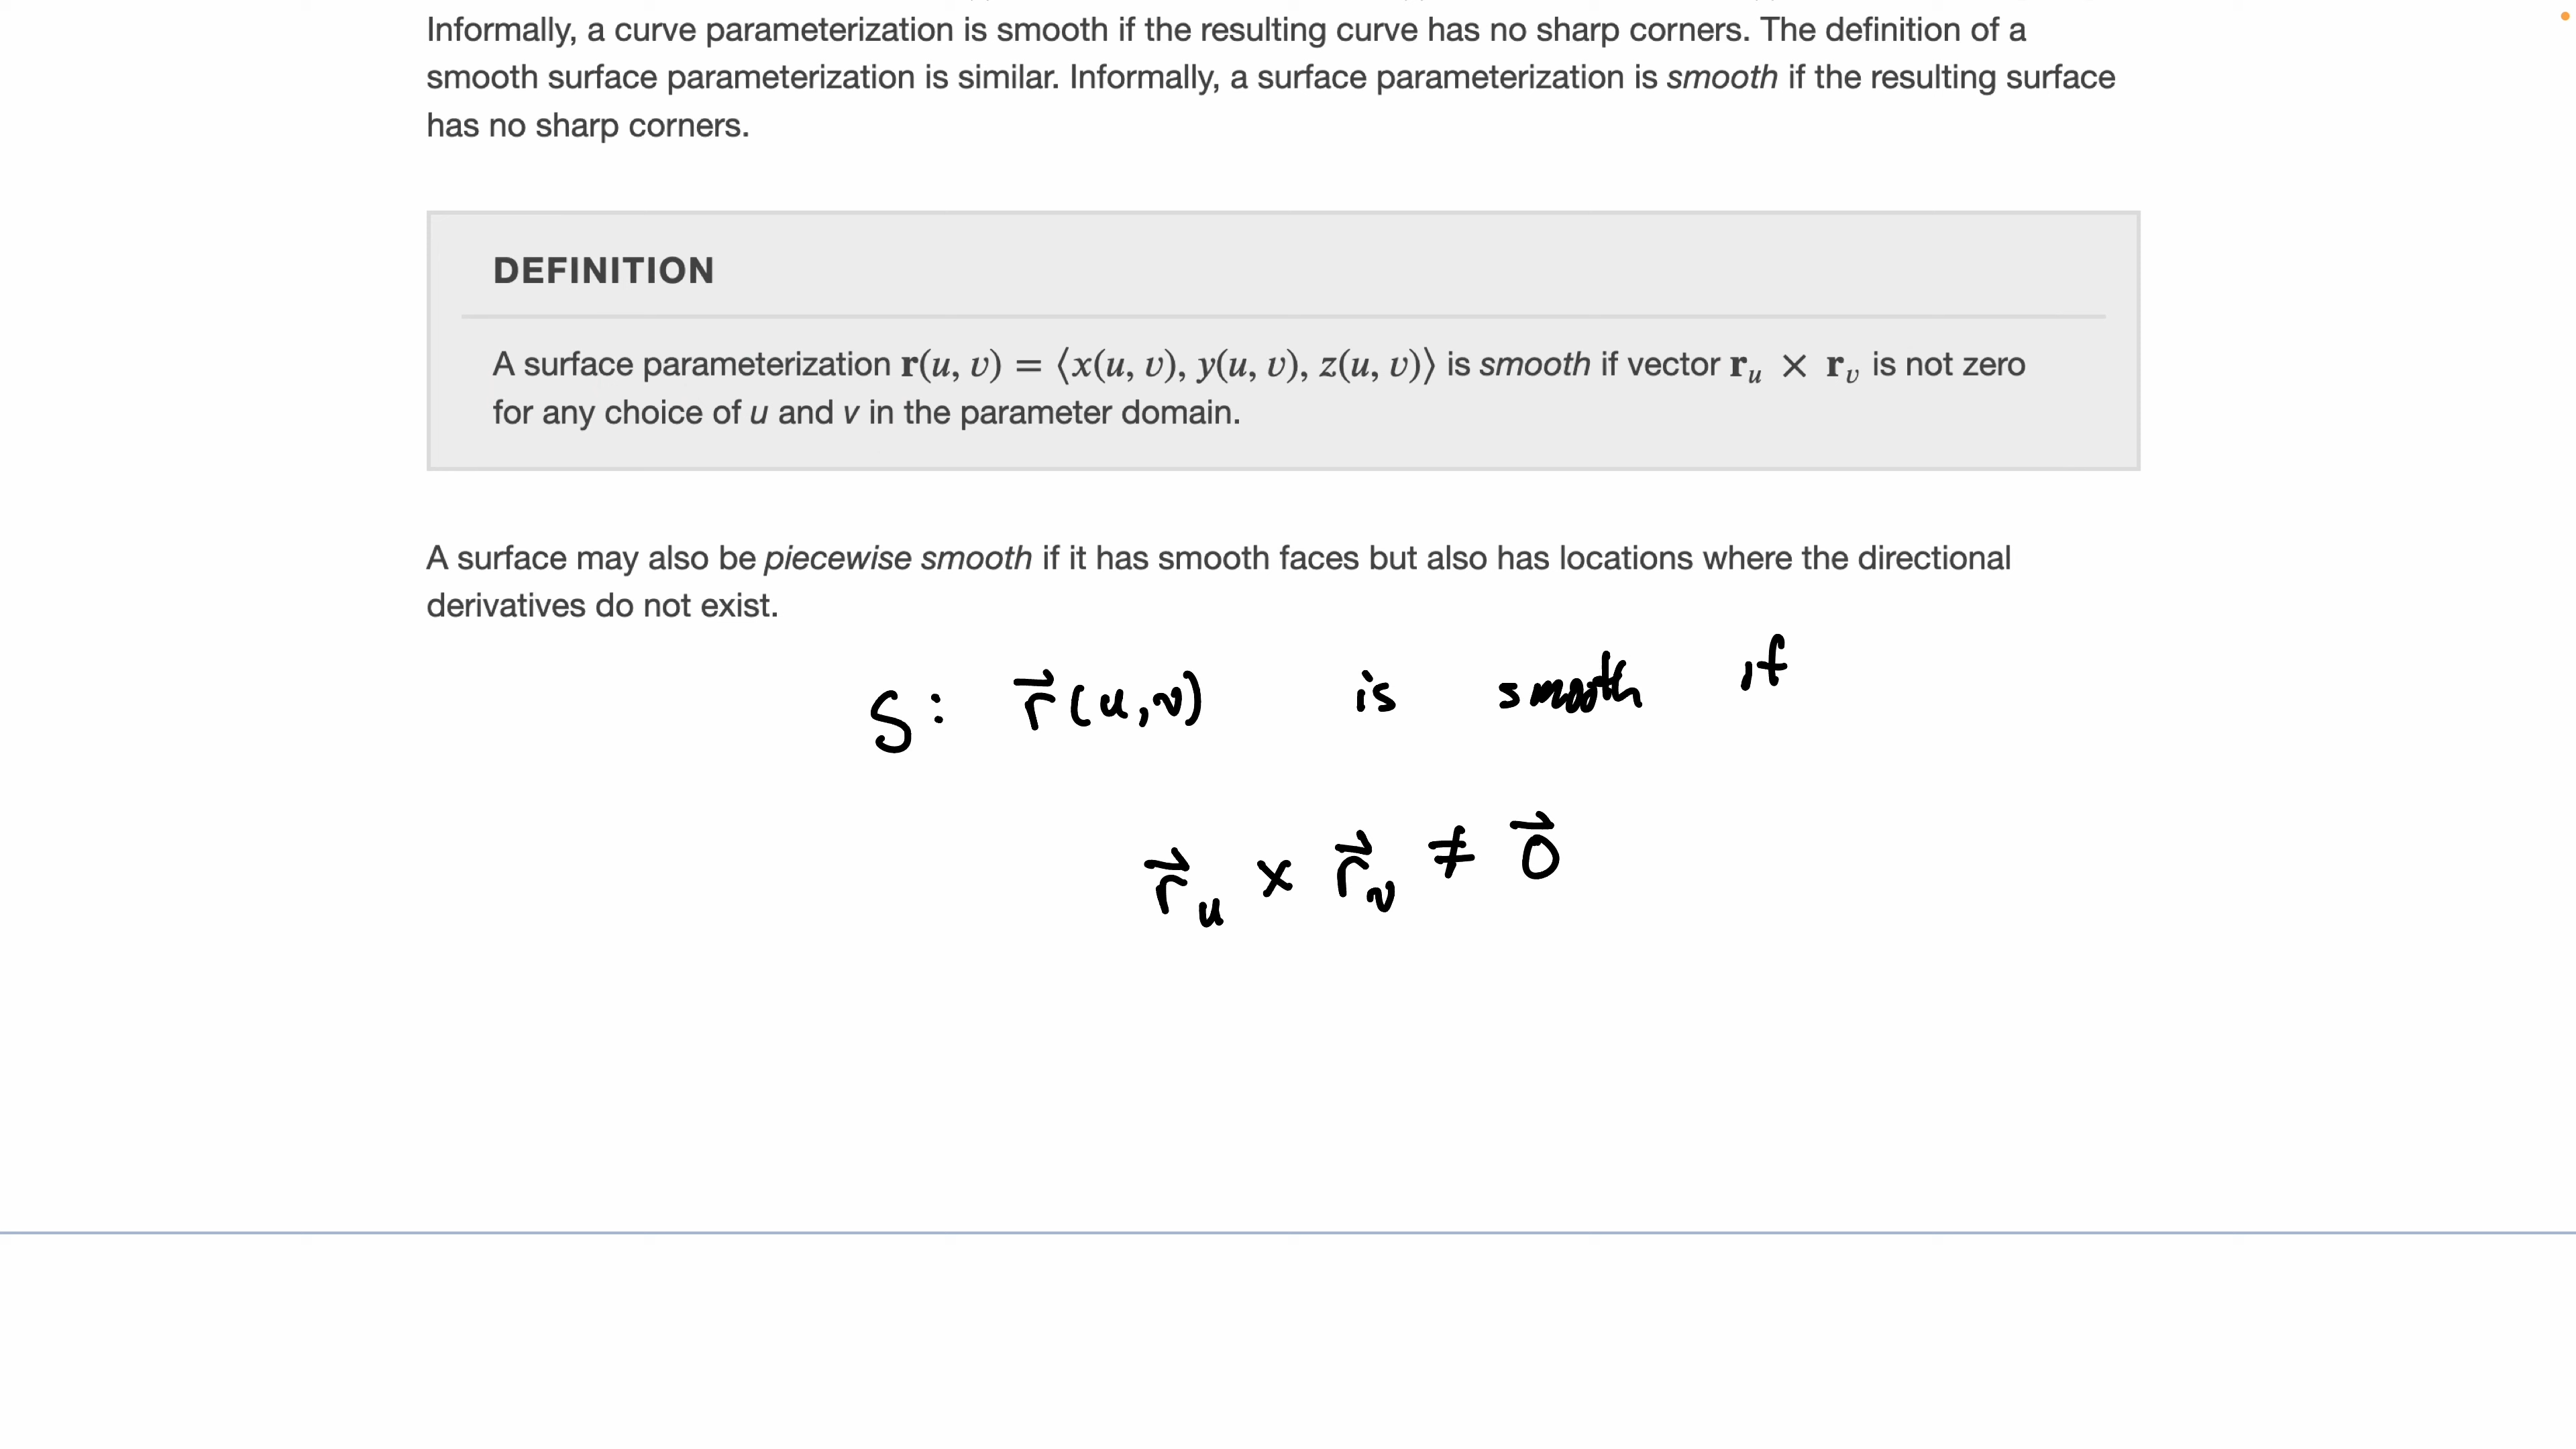 Informally, a curve parameterization is smooth if the resulting curve has no sharp corners. The definition of a
smooth surface parameterization is similar. Informally, a surface parameterization is smooth if the resulting surface
has no sharp corners.
DEFINITION
A surface parameterization r(u, v) = ⟨x(u, v), y(u, v), z(u, v)⟩ is smooth if vector r_u × r_v is not zero
for any choice of u and v in the parameter domain.
A surface may also be piecewise smooth if it has smooth faces but also has locations where the directional
derivatives do not exist.
S: r⃗(u,v) is smooth if
r⃗_u × r⃗_v ≠ 0⃗